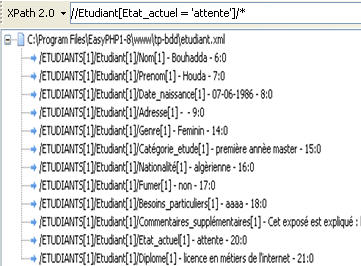 XPath 2.0 //Etudiant[Etat_actuel = 'attente']/*
C:\Program Files\EasyPHP1-8\www\tp-bdd\etudiant.xml
/ETUDIANTS[1]/Etudiant[1]/Nom[1] - Bouhadda - 6:0
/ETUDIANTS[1]/Etudiant[1]/Prenom[1] - Houda - 7:0
/ETUDIANTS[1]/Etudiant[1]/Date_naissance[1] - 07-06-1986 - 8:0
/ETUDIANTS[1]/Etudiant[1]/Adresse[1] - - 9:0
/ETUDIANTS[1]/Etudiant[1]/Genre[1] - Feminin - 14:0
/ETUDIANTS[1]/Etudiant[1]/Catégorie_etude[1] - première annèe master - 15:0
/ETUDIANTS[1]/Etudiant[1]/Nationalité[1] - algèrienne - 16:0
/ETUDIANTS[1]/Etudiant[1]/Fumer[1] - non - 17:0
/ETUDIANTS[1]/Etudiant[1]/Besoins_particuliers[1] - aaaa - 18:0
/ETUDIANTS[1]/Etudiant[1]/Commentaires_supplémentaires[1] - Cet exposé est expliqué :
/ETUDIANTS[1]/Etudiant[1]/Etat_actuel[1] - attente - 20:0
/ETUDIANTS[1]/Etudiant[1]/Diplome[1] - licence en métiers de l'internet - 21:0